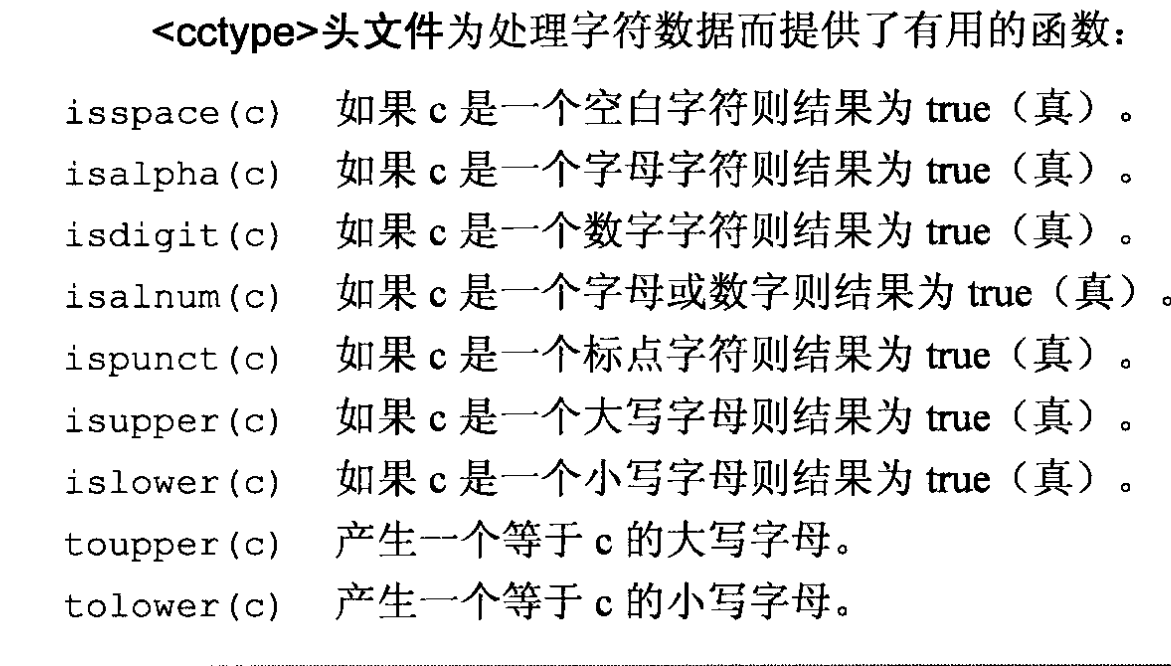 <cctype>头文件为处理字符数据而提供了有用的函数：
isspace(c) 如果 c 是一个空白字符则结果为 true（真）。
isalpha(c) 如果 c 是一个字母字符则结果为 true（真）。
isdigit(c) 如果 c 是一个数字字符则结果为 true（真）。
isalnum(c) 如果 c 是一个字母或数字则结果为 true（真）。
ispunct(c) 如果 c 是一个标点字符则结果为 true（真）。
isupper(c) 如果 c 是一个大写字母则结果为 true（真）。
islower(c) 如果 c 是一个小写字母则结果为 true（真）。
toupper(c) 产生一个等于 c 的大写字母。
tolower(c) 产生一个等于 c 的小写字母。